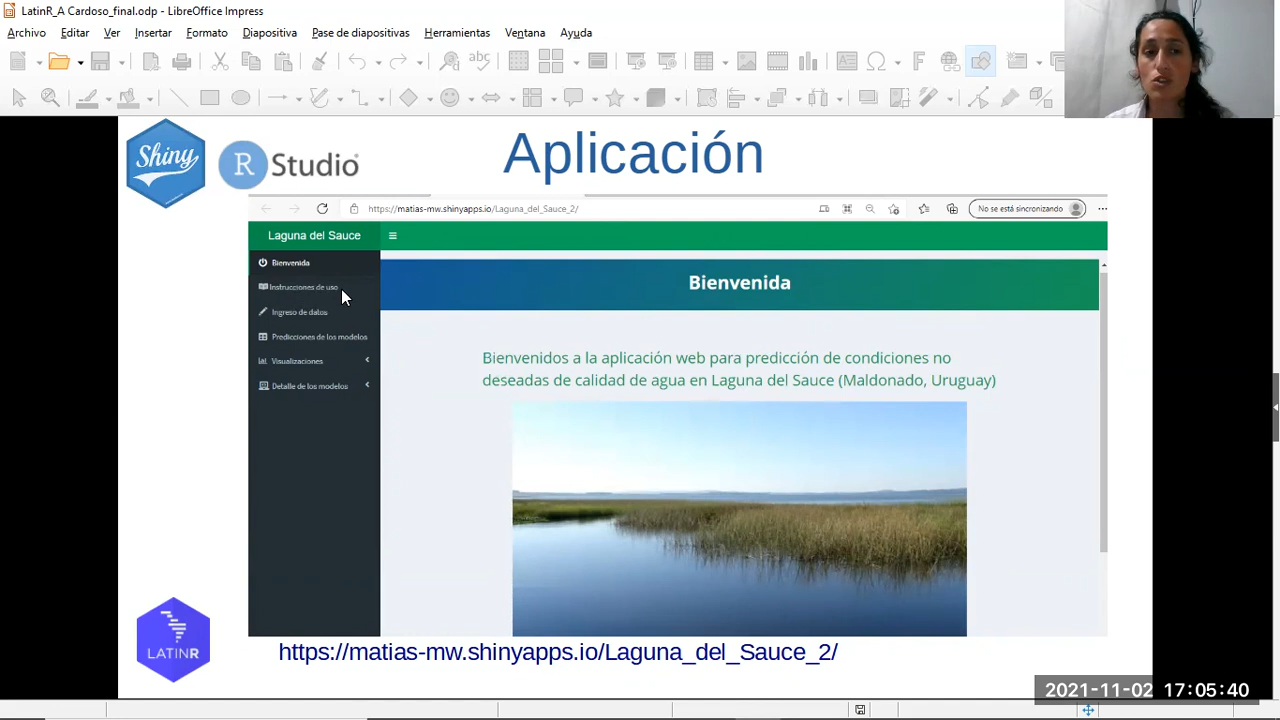 LatinR_A Cardoso_final.odp - LibreOffice Impress
Archivo Editar Ver Insertar Formato Diapositiva Pase de diapositivas Herramientas Ventana Ayuda
Shiny
R Studio
Aplicación
https://matias-mw.shinyapps.io/Laguna_del_Sauce_2/
No se está sincronizando
Laguna del Sauce
Bienvenida
Instrucciones de uso
Ingreso de datos
Predicciones de los modelos
Visualizaciones
Detalle de los modelos
Bienvenida
Bienvenidos a la aplicación web para predicción de condiciones no
deseadas de calidad de agua en Laguna del Sauce (Maldonado, Uruguay)
LATINR
https://matias-mw.shinyapps.io/Laguna_del_Sauce_2/
2021-11-02 17:05:40